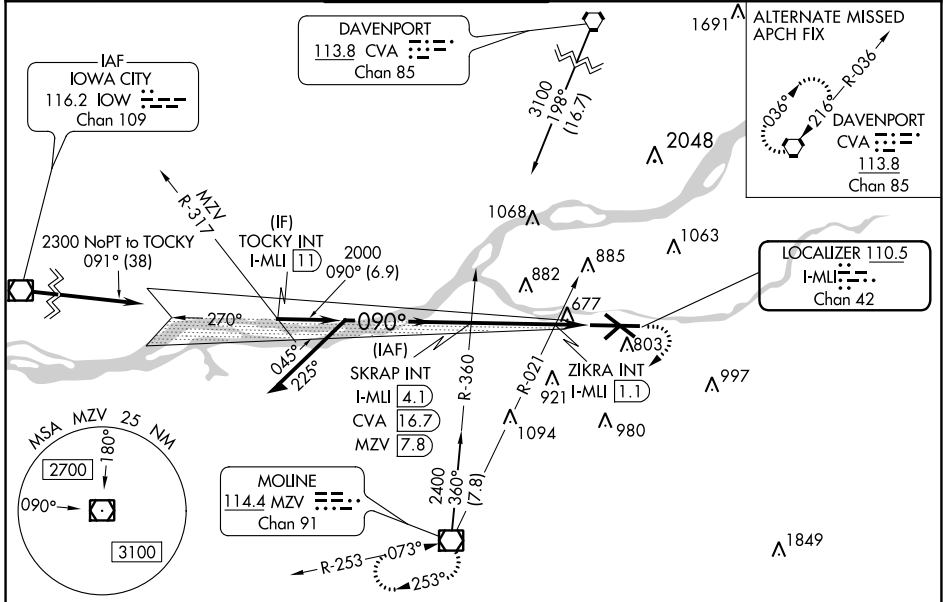 DAVENPORT
113.8 CVA
Chan 85
1691
ALTERNATE MISSED
APCH FIX
R-036
036°
216°
DAVENPORT
CVA
113.8
Chan 85
IAF
IOWA CITY
116.2 IOW
Chan 109
3100
198°
(16.7)
2048
MZV
R-317
1068
2300 NoPT to TOCKY
091° (38)
(IF)
TOCKY INT
I-MLI 11
2000
090° (6.9)
1063
885
882
LOCALIZER 110.5
I-MLI
Chan 42
677
270°
090°
803
045°
225°
(IAF)
SKRAP INT
I-MLI 4.1
CVA 16.7
MZV 7.8
R-360
R-021
ZIKRA INT
I-MLI 1.1
921
997
1094
980
MSA MZV 25 NM
2700
180°
090°
3100
MOLINE
114.4 MZV
Chan 91
2400
360°
(7.8)
R-253
073°
253°
1849